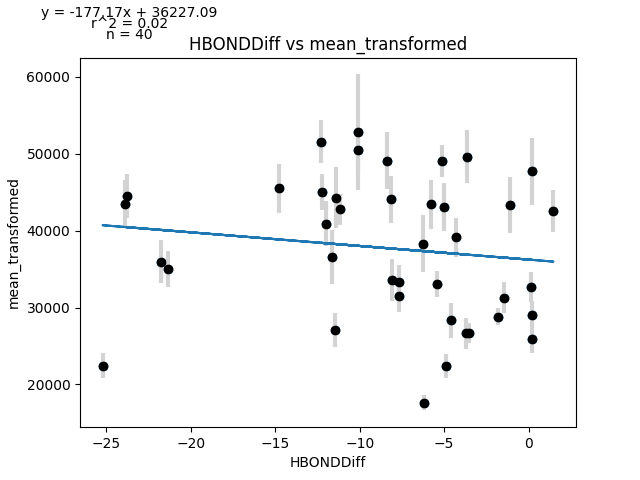 y = -177.17x + 36227.09
r^2 = 0.02
n = 40
HBONDDiff vs mean_transformed
60000
50000
40000
30000
20000
mean_transformed
−25
−20
−15
−10
−5
0
HBONDDiff